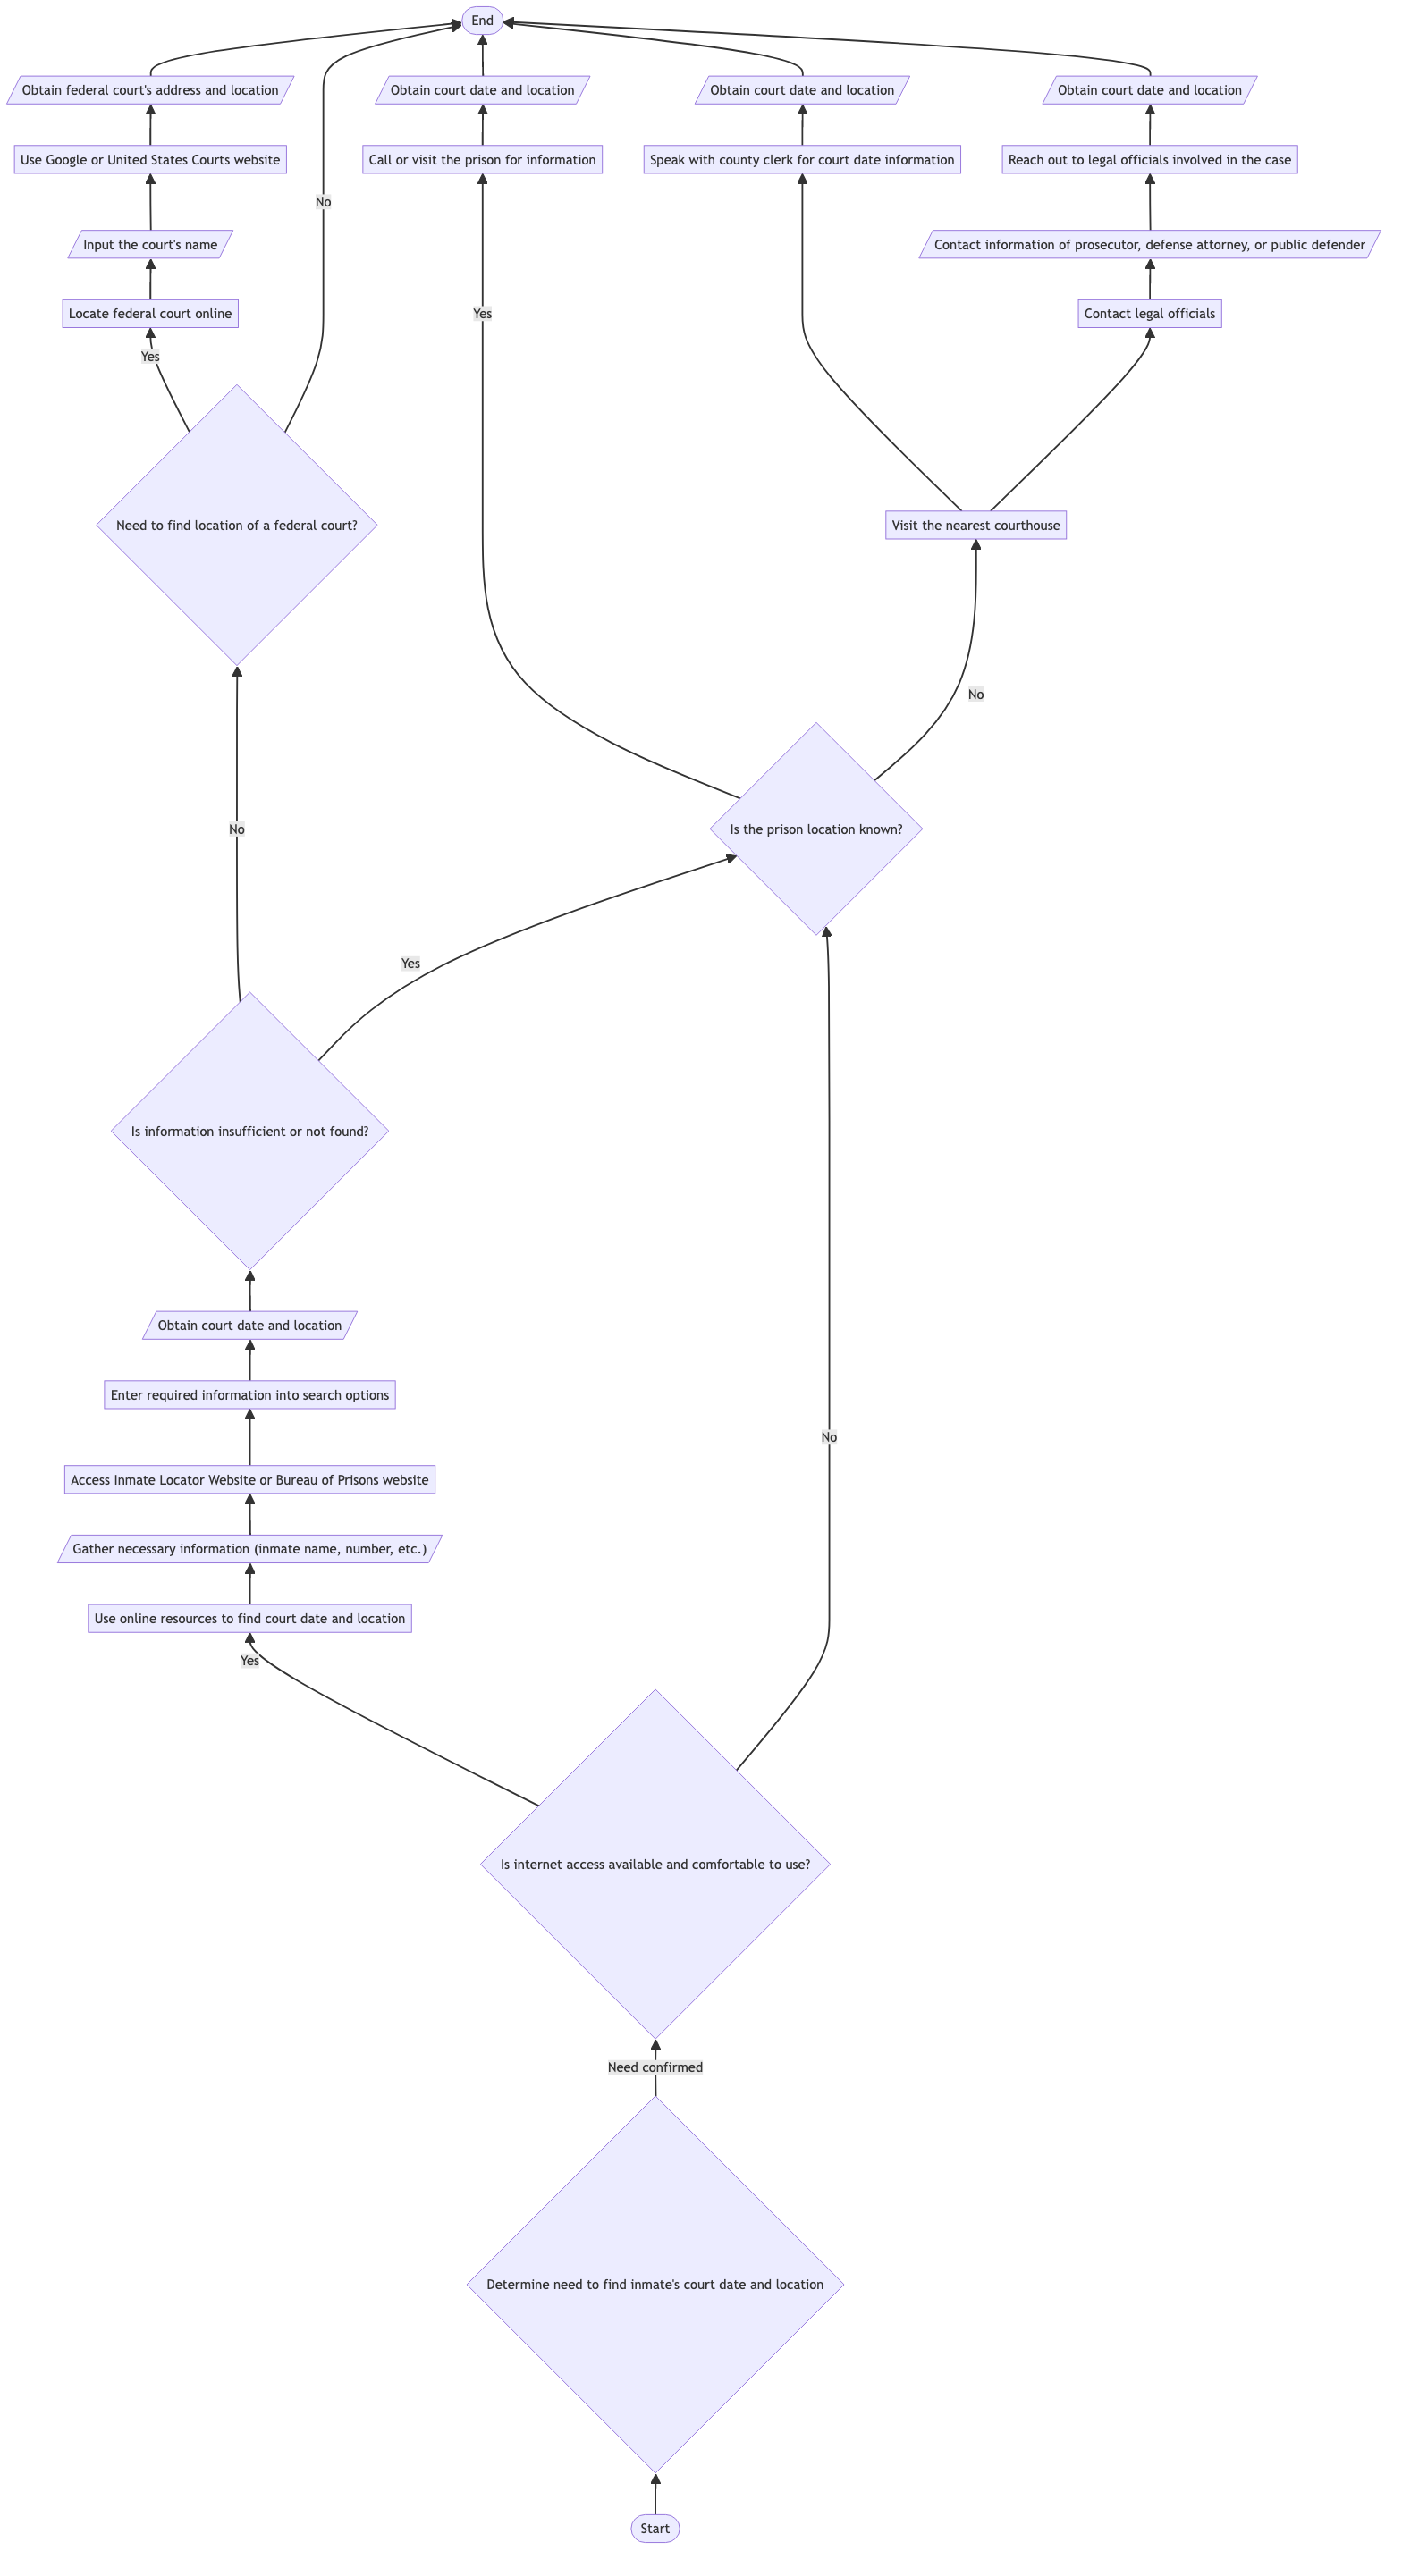 End
Obtain federal court's address and location
Obtain court date and location
Obtain court date and location
Obtain court date and location
Use Google or United States Courts website
Call or visit the prison for information
Speak with county clerk for court date information
Reach out to legal officials involved in the case
No
Input the court's name
Contact information of prosecutor, defense attorney, or public defender
Locate federal court online
Yes
Contact legal officials
Yes
Need to find location of a federal court?
Visit the nearest courthouse
No
No
Is the prison location known?
Yes
Is information insufficient or not found?
Obtain court date and location
Enter required information into search options
No
Access Inmate Locator Website or Bureau of Prisons website
Gather necessary information (inmate name, number, etc.)
Use online resources to find court date and location
Yes
Is internet access available and comfortable to use?
Need confirmed
Determine need to find inmate's court date and location
Start